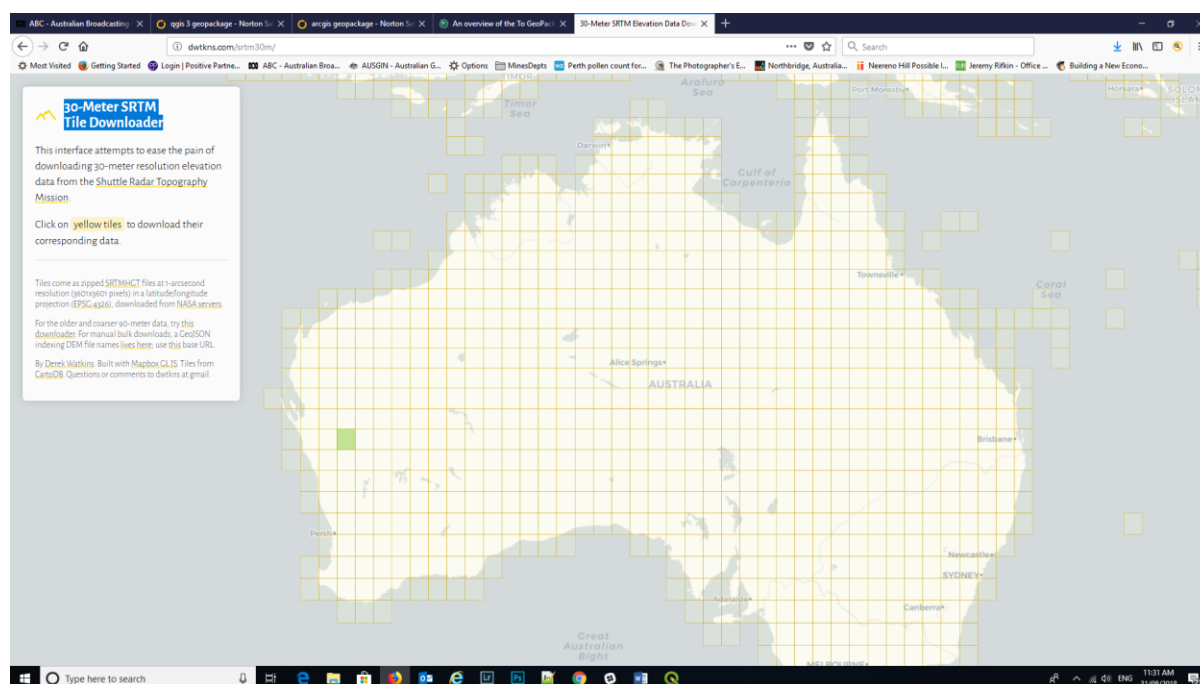 ABC - Australian Broadcasting
qgis 3 geopackage - Norton Sa
arcgis geopackage - Norton Sa
An overview of the To GeoPack
30-Meter SRTM Elevation Data Dow
dwtkns.com/srtm30m/
Search
Most Visited
Getting Started
Login | Positive Partne...
ABC - Australian Broa...
AUSGIN - Australian G...
Options
MinesDepts
Perth pollen count for...
The Photographer's E...
Northbridge, Australia...
Neereno Hill Possible I...
Jeremy Rifkin - Office ...
Building a New Econo...
30-Meter SRTM
Tile Downloader
This interface attempts to ease the pain of
downloading 30-meter resolution elevation
data from the Shuttle Radar Topography
Mission.
Click on yellow tiles to download their
corresponding data.
Tiles come as zipped SRTMHGT files at 1-arcsecond
resolution (3601x3601 pixels) in a latitude/longitude
projection (EPSG:4326), downloaded from NASA servers.
For the older and coarser 90-meter data, try this
downloader. For manual bulk downloads, a GeoJSON
indexing DEM file names lives here; use this base URL.
By Derek Watkins. Built with Mapbox GL JS. Tiles from
CartoDB. Questions or comments to dwtkns at gmail.
TIMOR
Timor
Sea
Arafura
Sea
Port Moresby
Honiara
SOLOMON
ISLAN
Darwin
Gulf of
Carpenteria
Townsville
Coral
Sea
Alice Springs
AUSTRALIA
Brisbane
Perth
Newcastle
SYDNEY
Adelaide
Canberra
Great
Australian
Bight
MELBOURNE
Type here to search
ENG
11:31 AM
31/08/2018